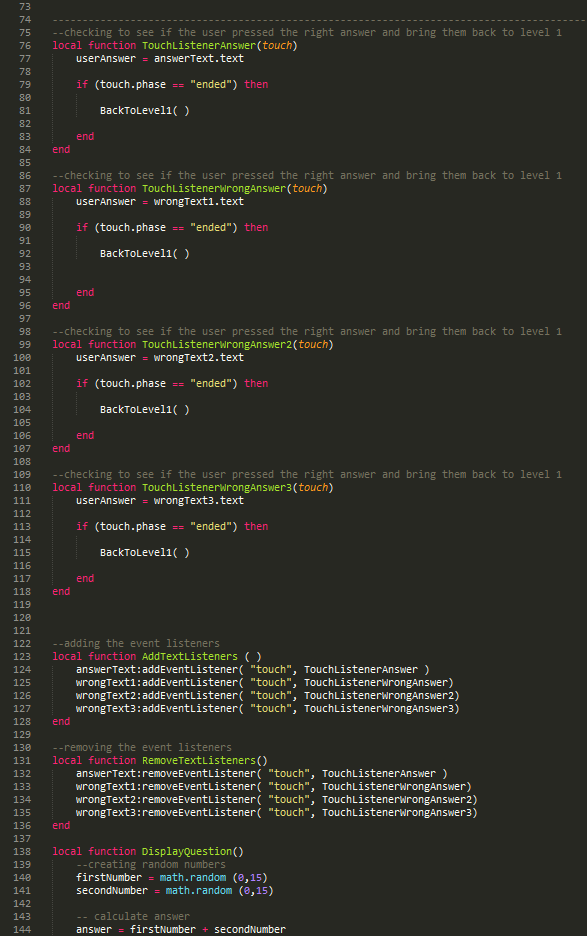 73
74 -----------------------------------------------------------------------------------------
75 --checking to see if the user pressed the right answer and bring them back to level 1
76 local function TouchListenerAnswer(touch)
77     userAnswer = answerText.text
78
79     if (touch.phase == "ended") then
80
81         BackToLevel1( )
82
83     end
84 end
85
86 --checking to see if the user pressed the right answer and bring them back to level 1
87 local function TouchListenerWrongAnswer(touch)
88     userAnswer = wrongText1.text
89
90     if (touch.phase == "ended") then
91
92         BackToLevel1( )
93
94
95     end
96 end
97
98 --checking to see if the user pressed the right answer and bring them back to level 1
99 local function TouchListenerWrongAnswer2(touch)
100     userAnswer = wrongText2.text
101
102     if (touch.phase == "ended") then
103
104         BackToLevel1( )
105
106     end
107 end
108
109 --checking to see if the user pressed the right answer and bring them back to level 1
110 local function TouchListenerWrongAnswer3(touch)
111     userAnswer = wrongText3.text
112
113     if (touch.phase == "ended") then
114
115         BackToLevel1( )
116
117     end
118 end
119
120
121
122 --adding the event listeners
123 local function AddTextListeners ( )
124     answerText:addEventListener( "touch", TouchListenerAnswer )
125     wrongText1:addEventListener( "touch", TouchListenerWrongAnswer)
126     wrongText2:addEventListener( "touch", TouchListenerWrongAnswer2)
127     wrongText3:addEventListener( "touch", TouchListenerWrongAnswer3)
128 end
129
130 --removing the event listeners
131 local function RemoveTextListeners()
132     answerText:removeEventListener( "touch", TouchListenerAnswer )
133     wrongText1:removeEventListener( "touch", TouchListenerWrongAnswer)
134     wrongText2:removeEventListener( "touch", TouchListenerWrongAnswer2)
135     wrongText3:removeEventListener( "touch", TouchListenerWrongAnswer3)
136 end
137
138 local function DisplayQuestion()
139     --creating random numbers
140     firstNumber = math.random (0,15)
141     secondNumber = math.random (0,15)
142
143     -- calculate answer
144     answer = firstNumber + secondNumber